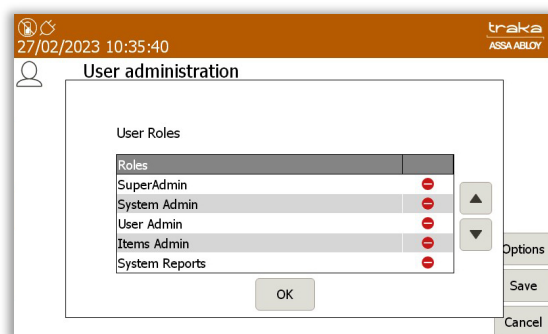 traka
27/02/2023 10:35:40
ASSA ABLOY
User administration
User Roles
Roles
SuperAdmin
System Admin
User Admin
Items Admin
System Reports
OK
Options
Save
Cancel